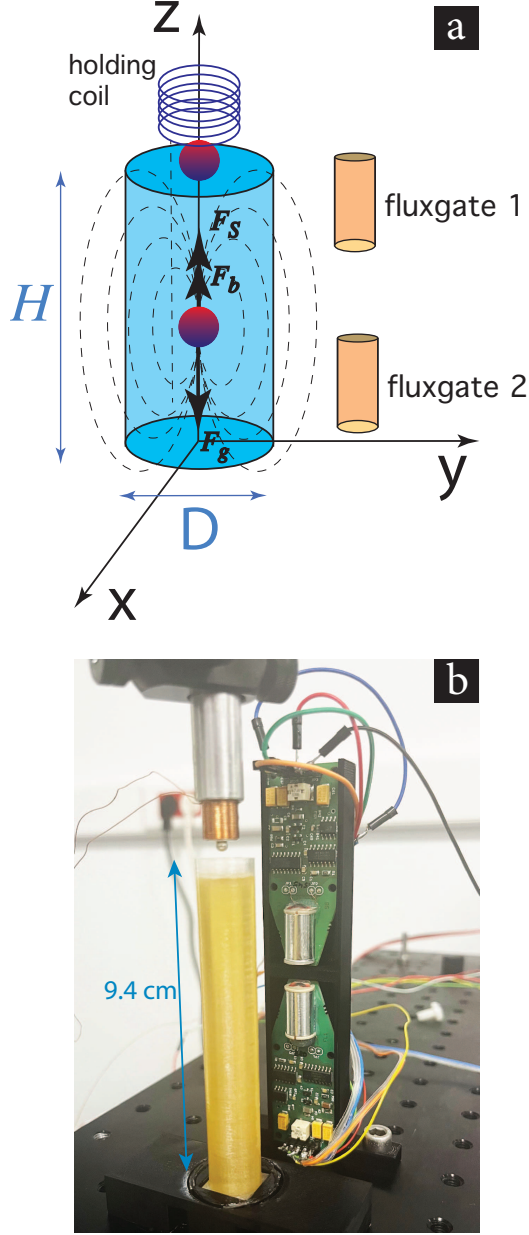 a
z
holding
coil
fluxgate 1
F_S
F_b
H
fluxgate 2
F_g
y
D
x
b
9.4 cm